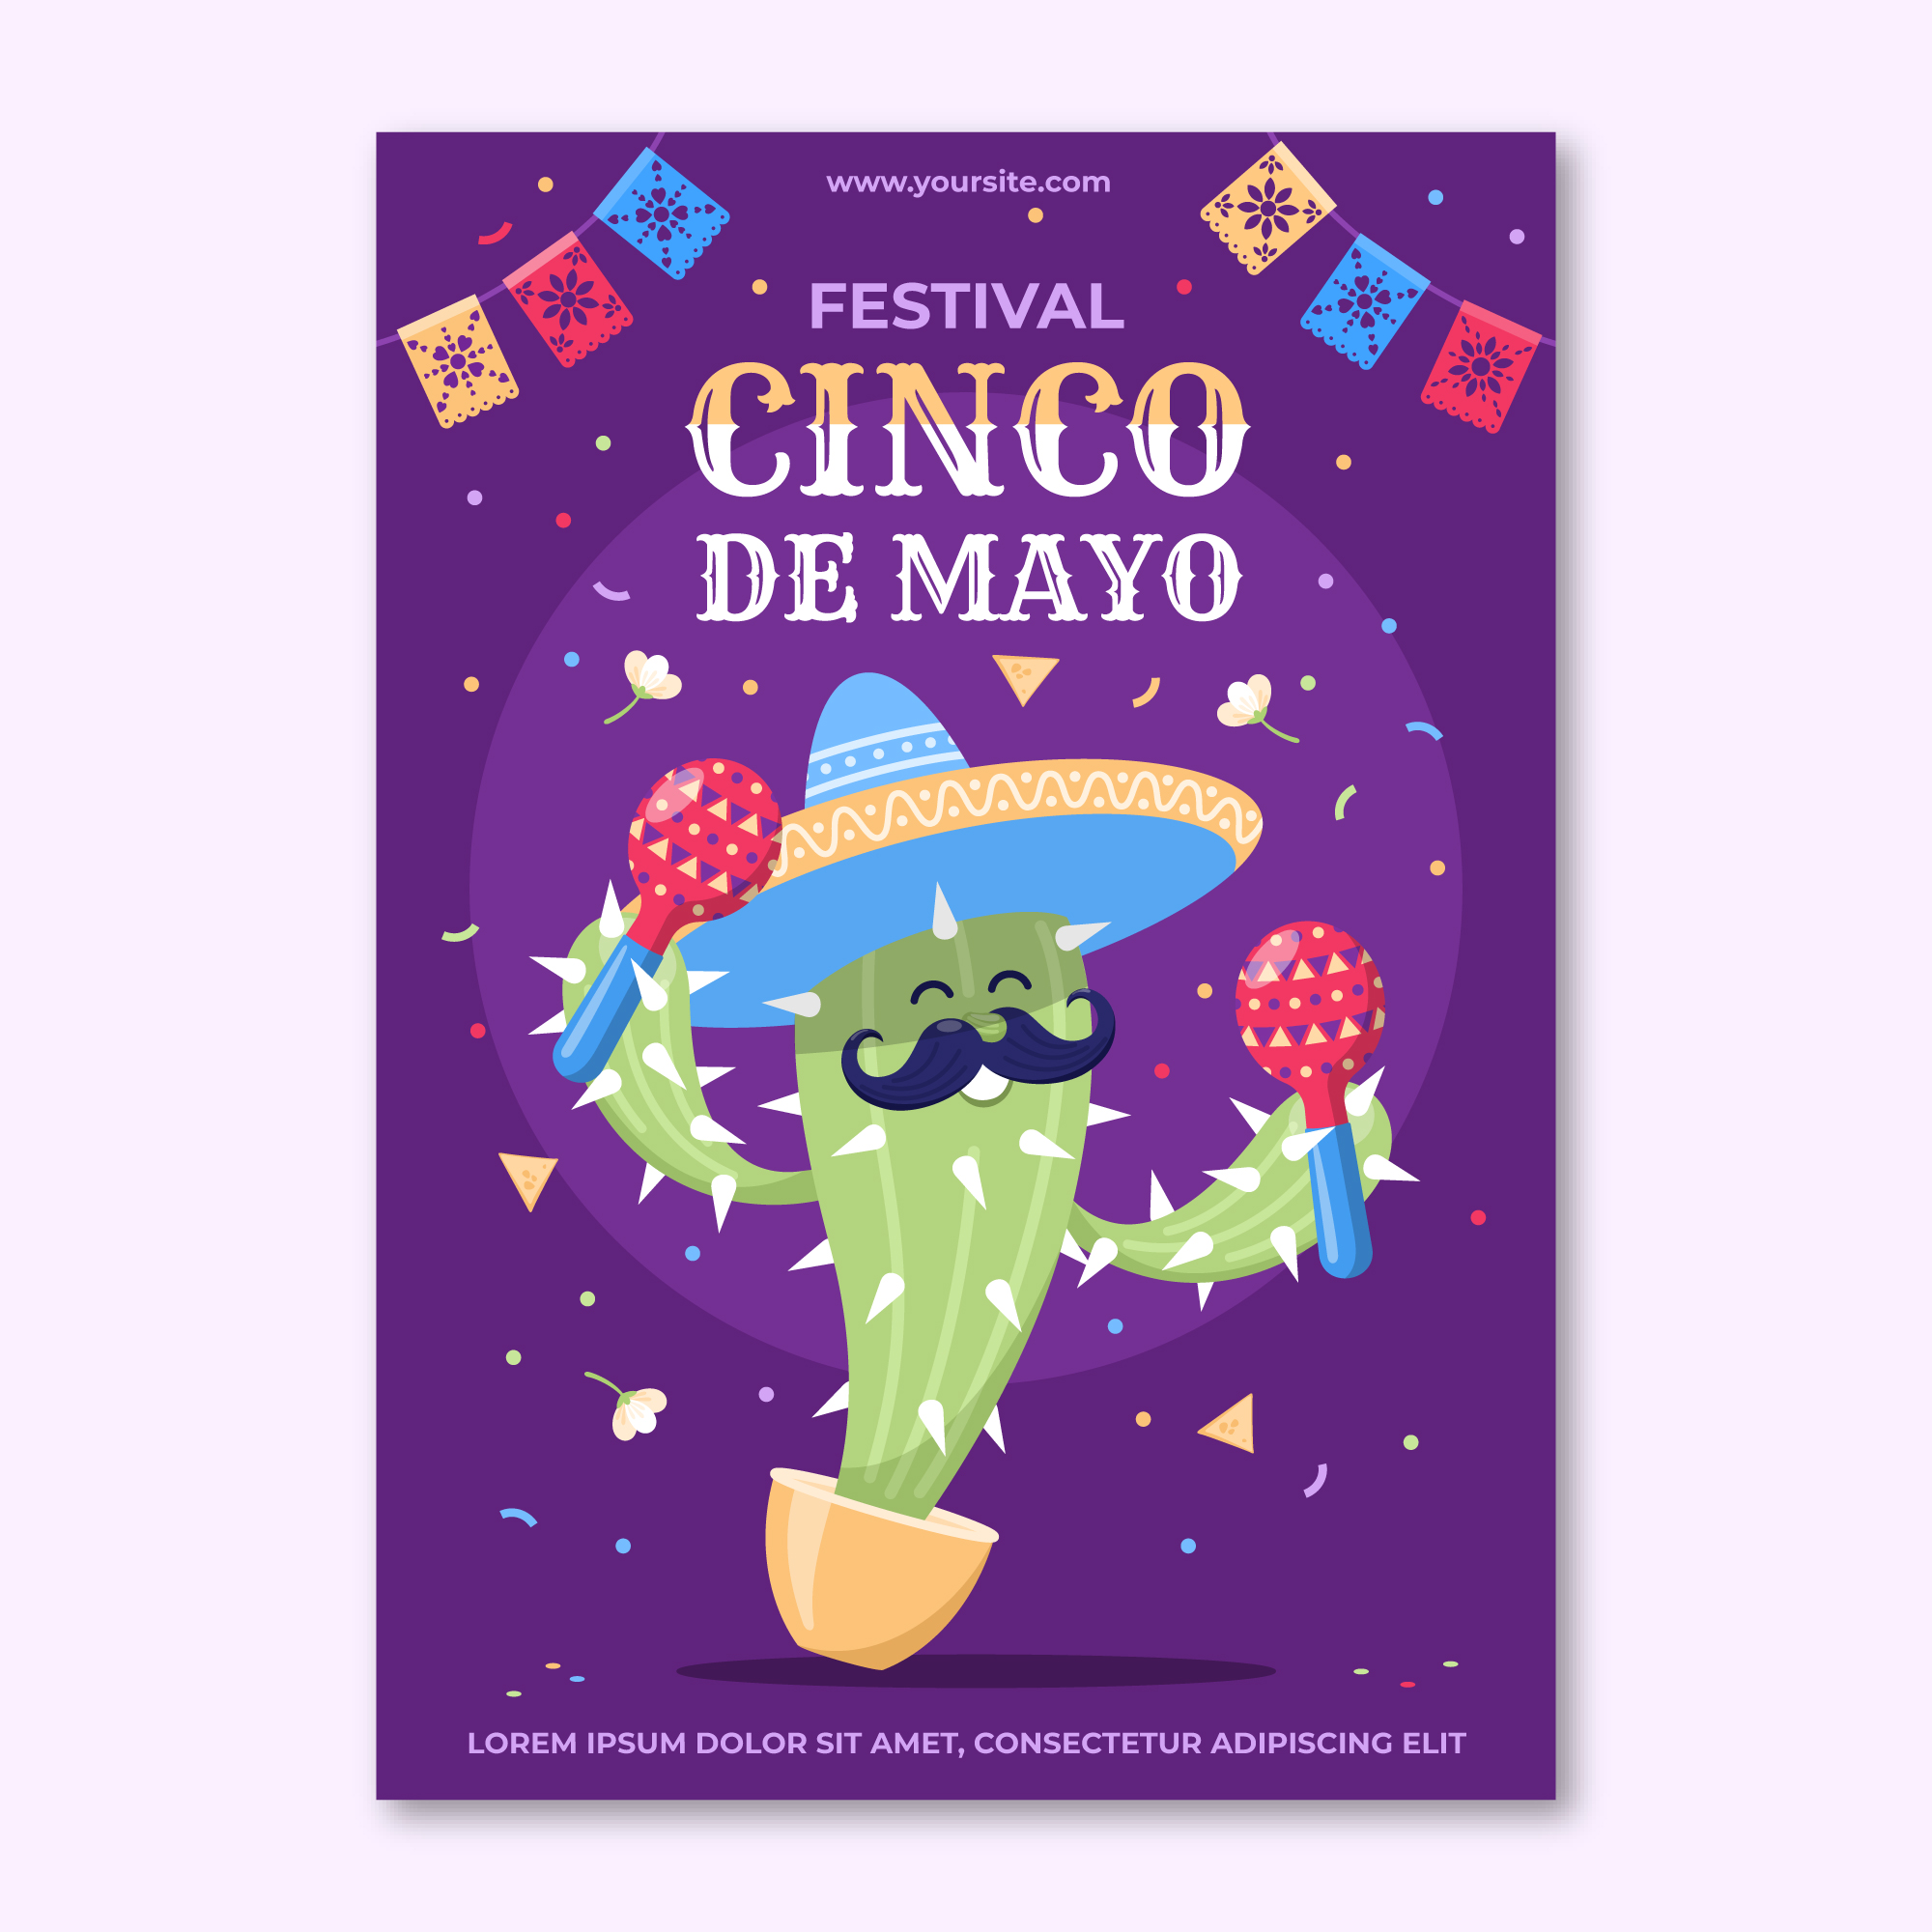 www.yoursite.com
FESTIVAL
CINCO
DE MAYO
LOREM IPSUM DOLOR SIT AMET, CONSECTETUR ADIPISCING ELIT